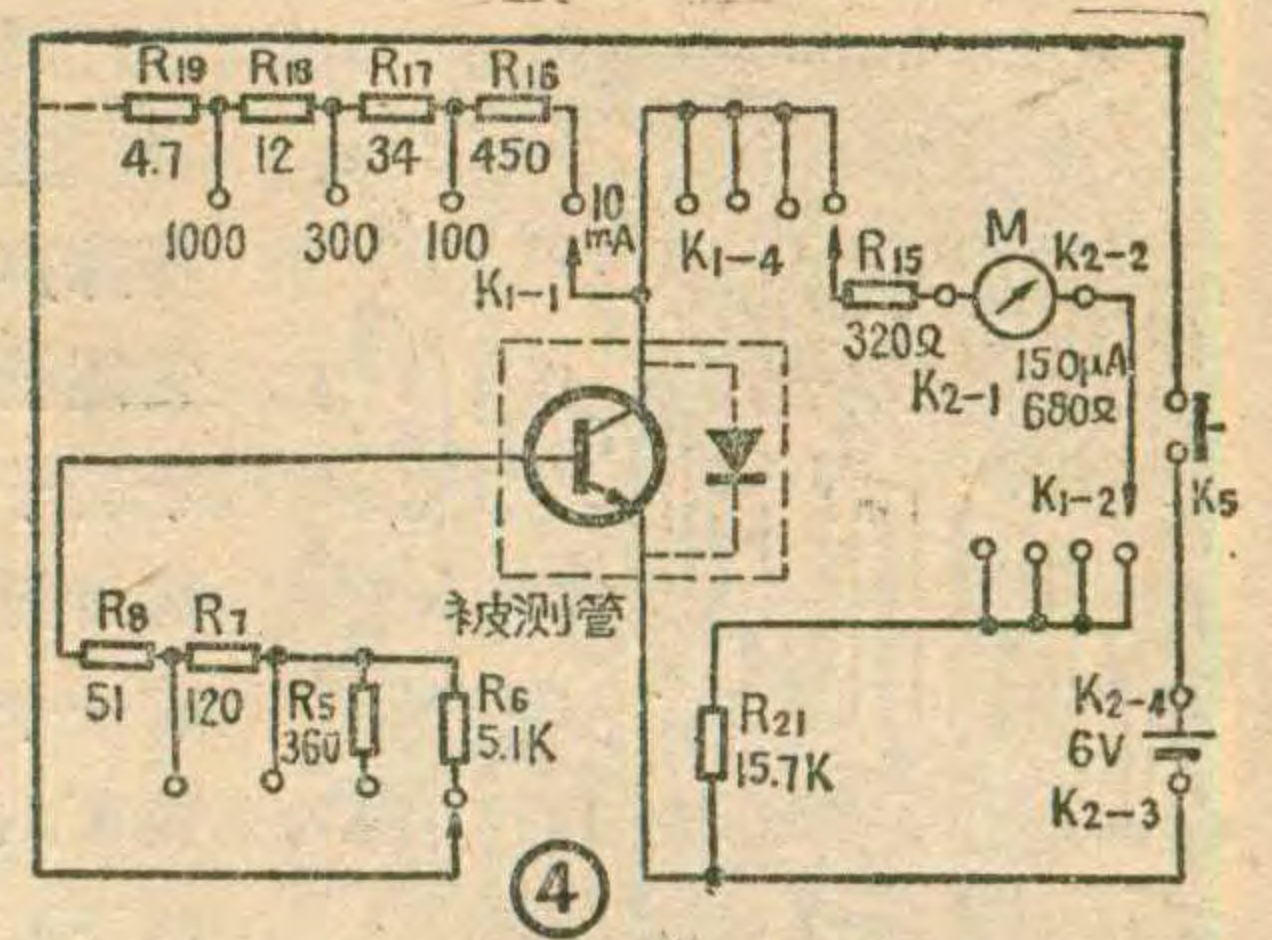 R19 R18 R17 R16
4.7 12 34 450
1000 300 100 10 mA
K1-1
K1-4
R15
320Ω
M
K2-2
150μA
680Ω
K2-1
K1-2
K5
被测管
R8 R7
51 120
R5
360
R6
5.1K
R21
15.7K
K2-4
6V
K2-3
④